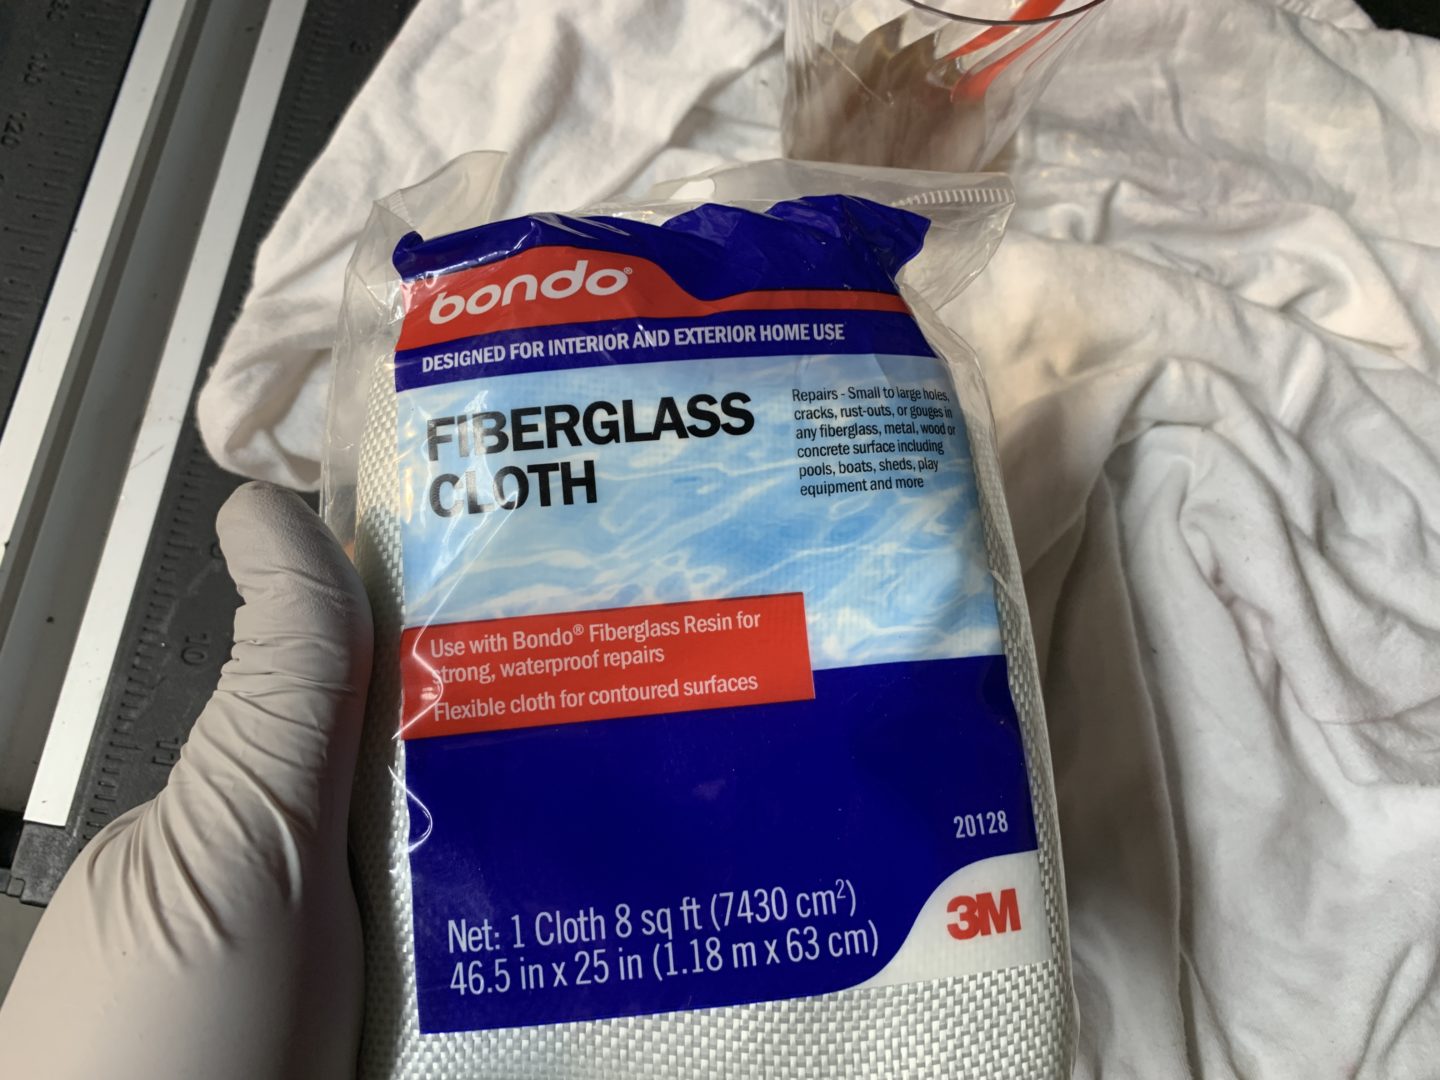 bondo®
DESIGNED FOR INTERIOR AND EXTERIOR HOME USE
FIBERGLASS
CLOTH
Repairs - Small to large holes,
cracks, rust-outs, or gouges in
any fiberglass, metal, wood or
concrete surface including
pools, boats, sheds, play
equipment and more
Use with Bondo® Fiberglass Resin for
strong, waterproof repairs
Flexible cloth for contoured surfaces
20128
Net: 1 Cloth 8 sq ft (7430 cm²)
46.5 in x 25 in (1.18 m x 63 cm)
3M
10
11